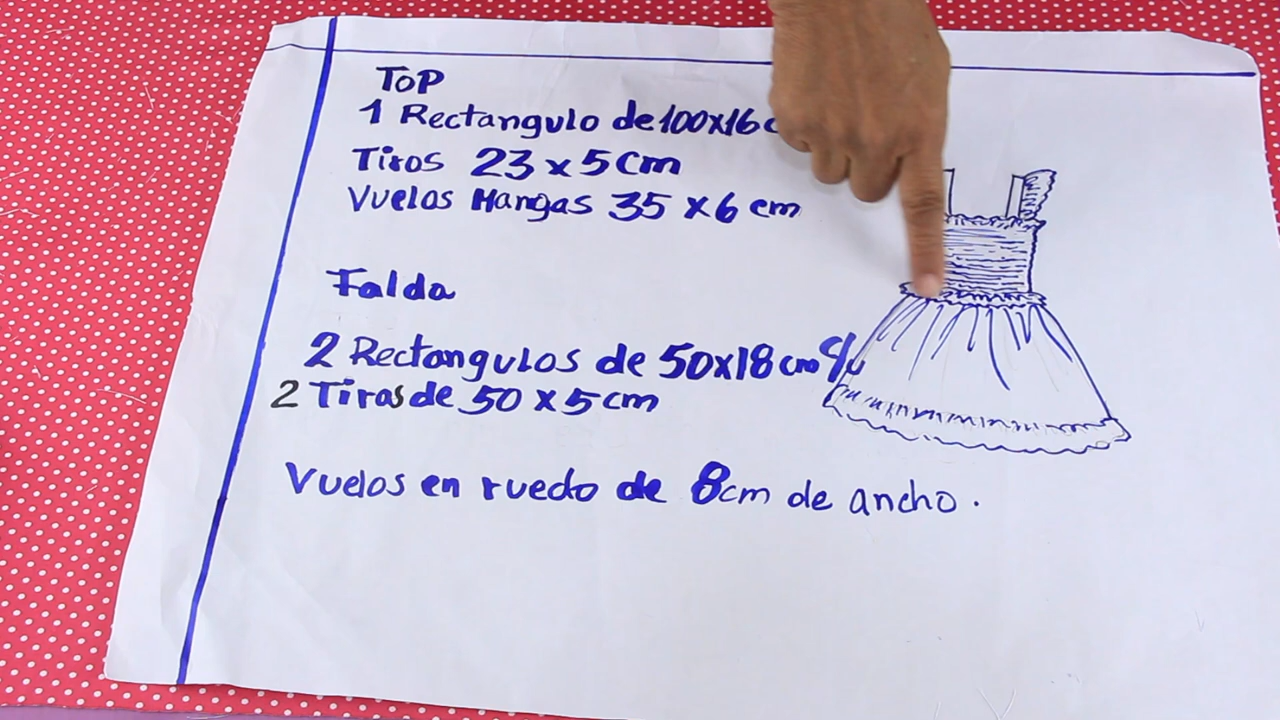 TOP
1 Rectangulo de 100x16 c
Tiros 23 x 5 cm
Vuelos Mangas 35 x 6 cm
Falda
2 Rectangulos de 50x18 cm c/u
2 Tiras de 50 x 5 cm
Vuelos en ruedo de 8cm de ancho.